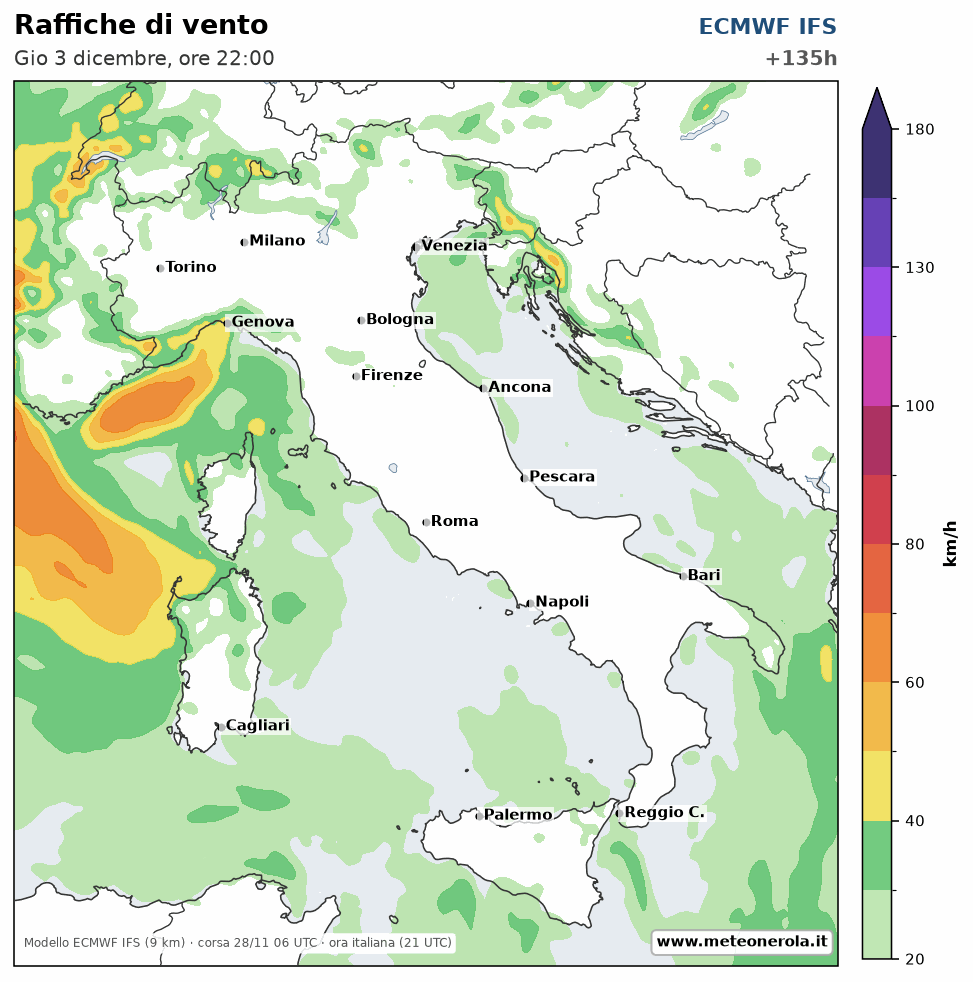 Raffiche di vento
ECMWF IFS
Gio 3 dicembre, ore 22:00
+135h
Milano
Venezia
Torino
Genova
Bologna
Firenze
Ancona
Pescara
Roma
Bari
Napoli
Cagliari
Palermo
Reggio C.
180
130
100
80
60
40
20
km/h
Modello ECMWF IFS (9 km) · corsa 28/11 06 UTC · ora italiana (21 UTC)
www.meteonerola.it